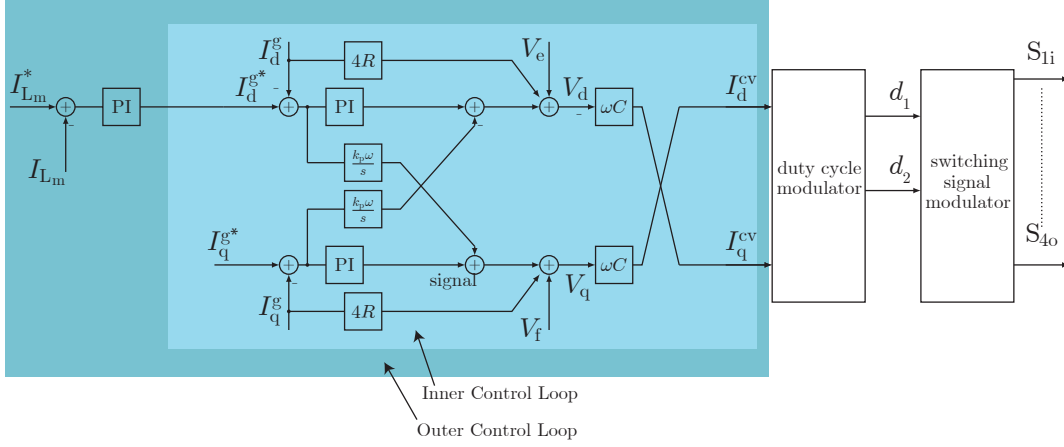 I_d^g
4R
V_e
S_1i
I*_Lm
I_d^g*
PI
PI
V_d
ωC
I_d^cv
d_1
-
-
-
-
I_Lm
k_pω/s
k_pω/s
duty cycle
modulator
d_2
switching
signal
modulator
I_q^g*
PI
signal
V_q
ωC
I_q^cv
S_4o
-
I_q^g
4R
V_f
Inner Control Loop
Outer Control Loop